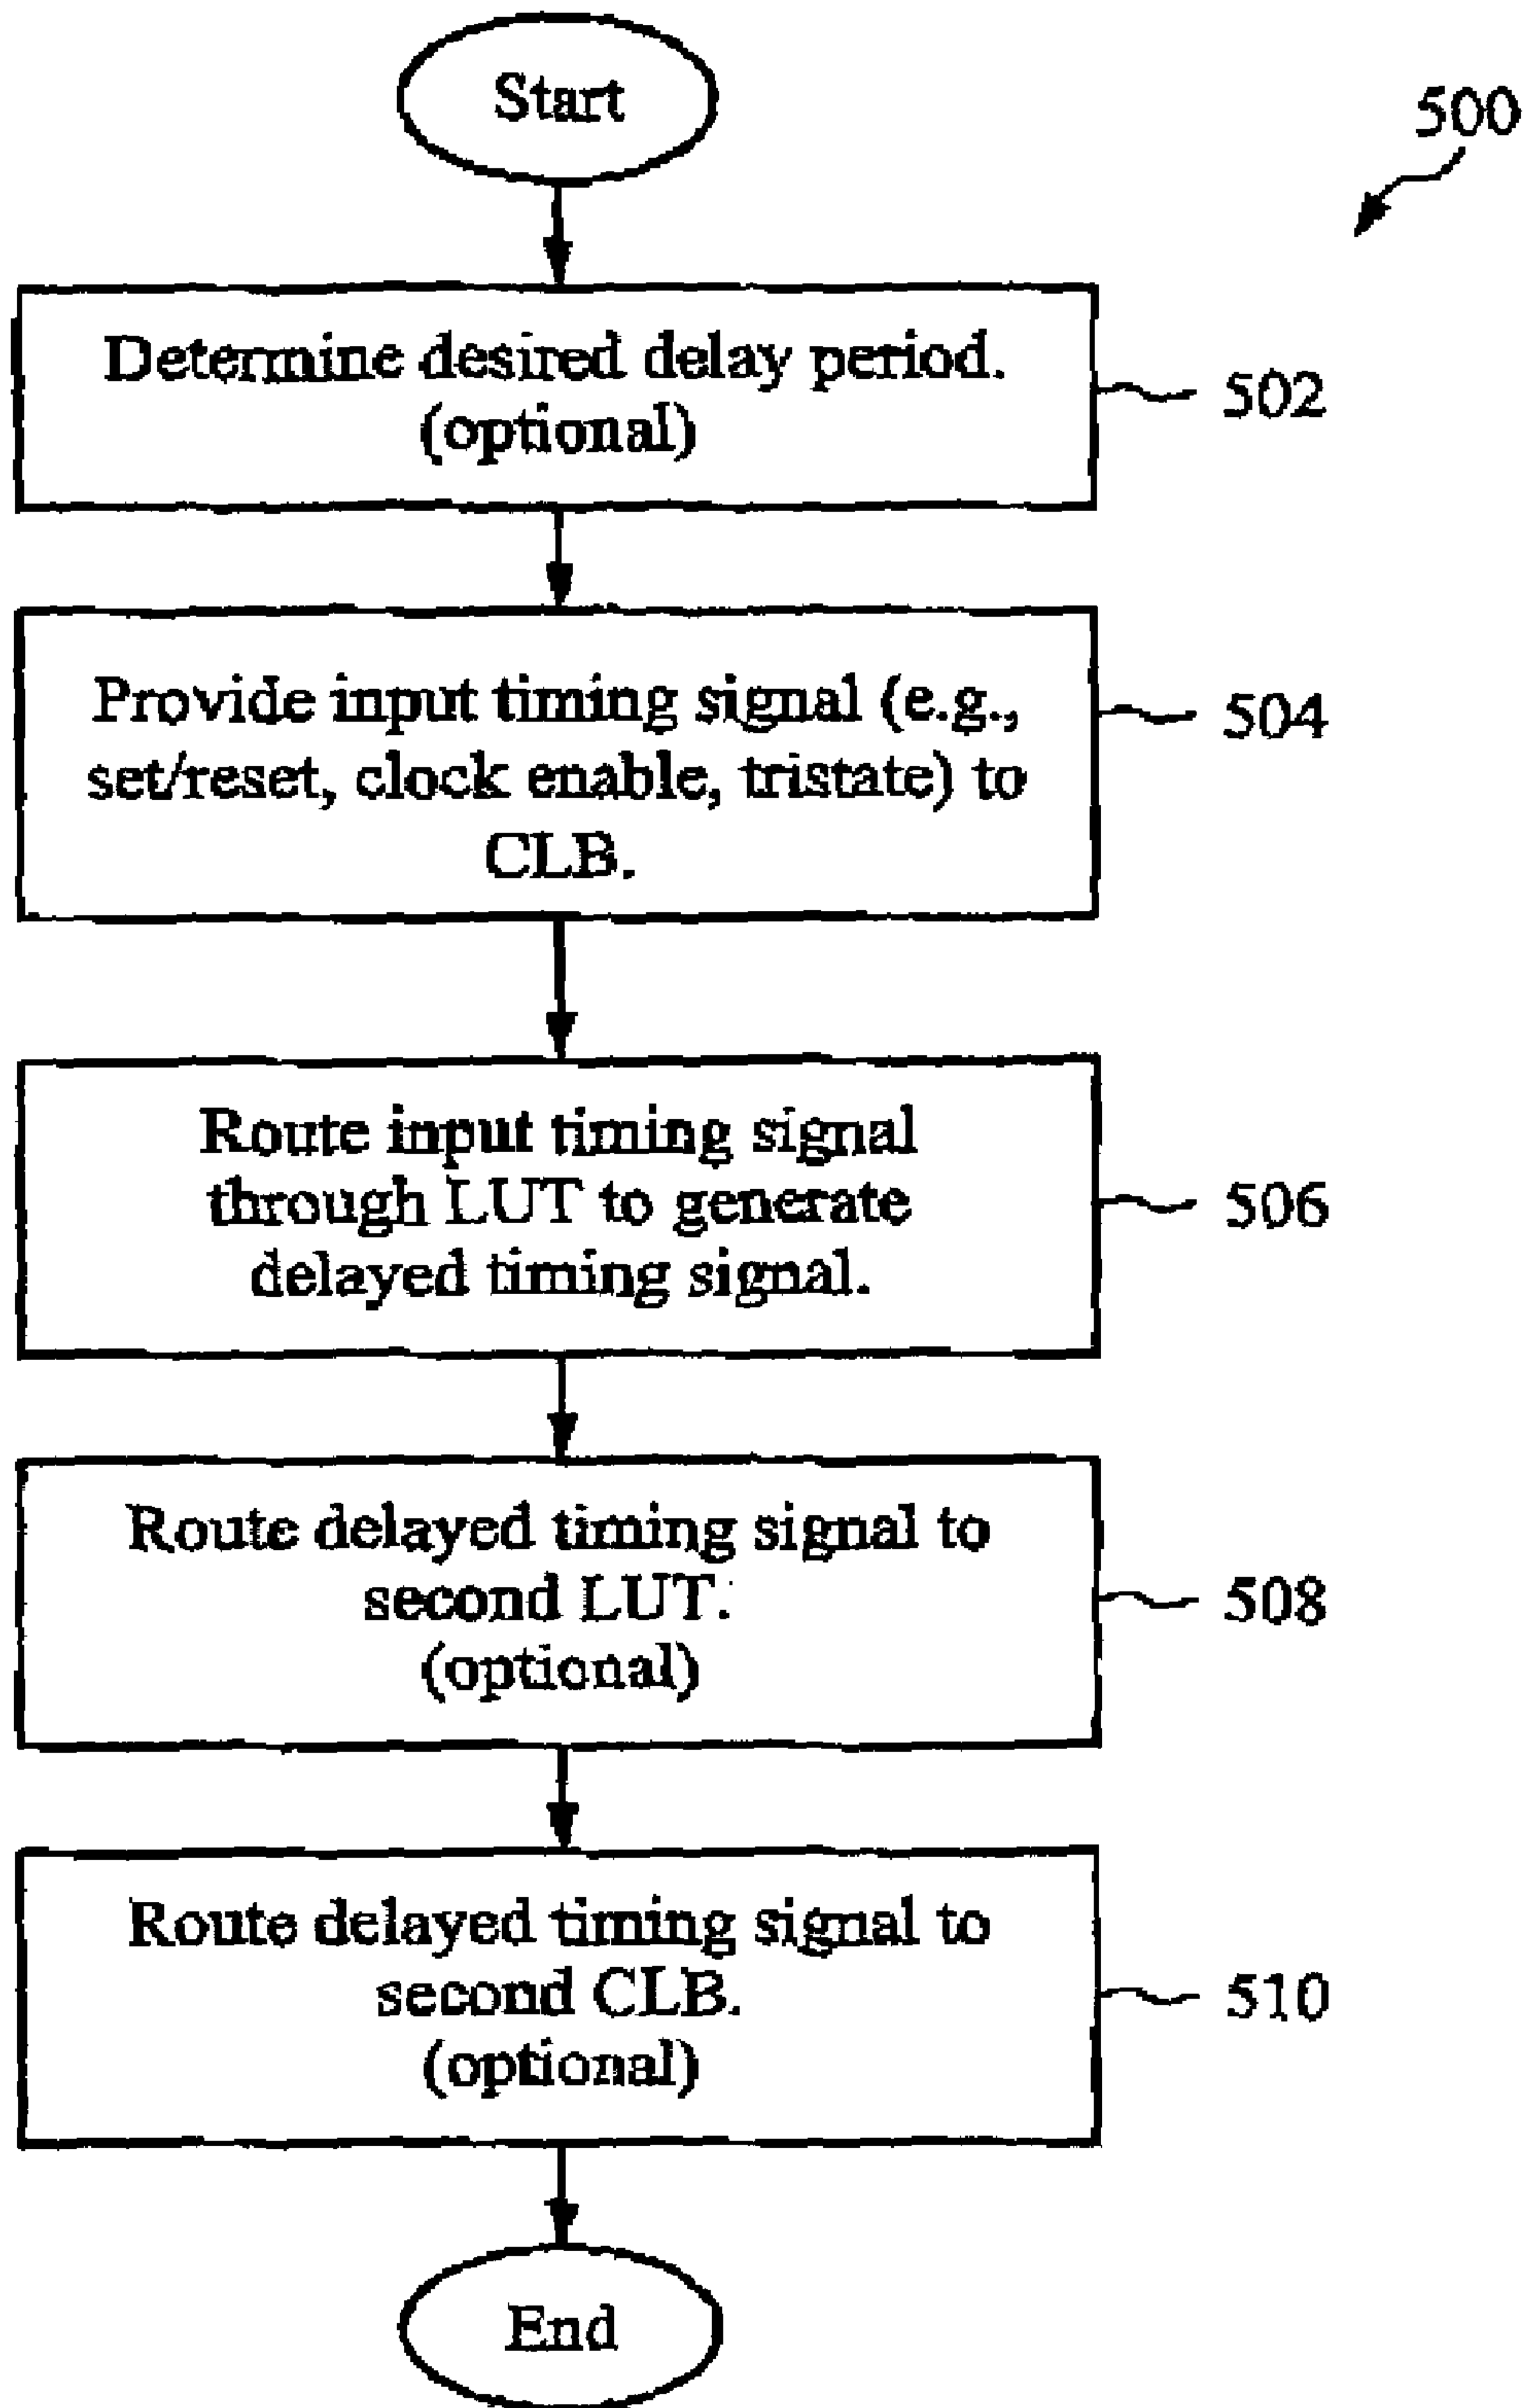 Start
500
Determine desired delay period.
(optional)
502
Provide input timing signal (e.g.,
set/reset, clock enable, tristate) to
CLB.
504
Route input timing signal
through LUT to generate
delayed timing signal.
506
Route delayed timing signal to
second LUT.
(optional)
508
Route delayed timing signal to
second CLB.
(optional)
510
End